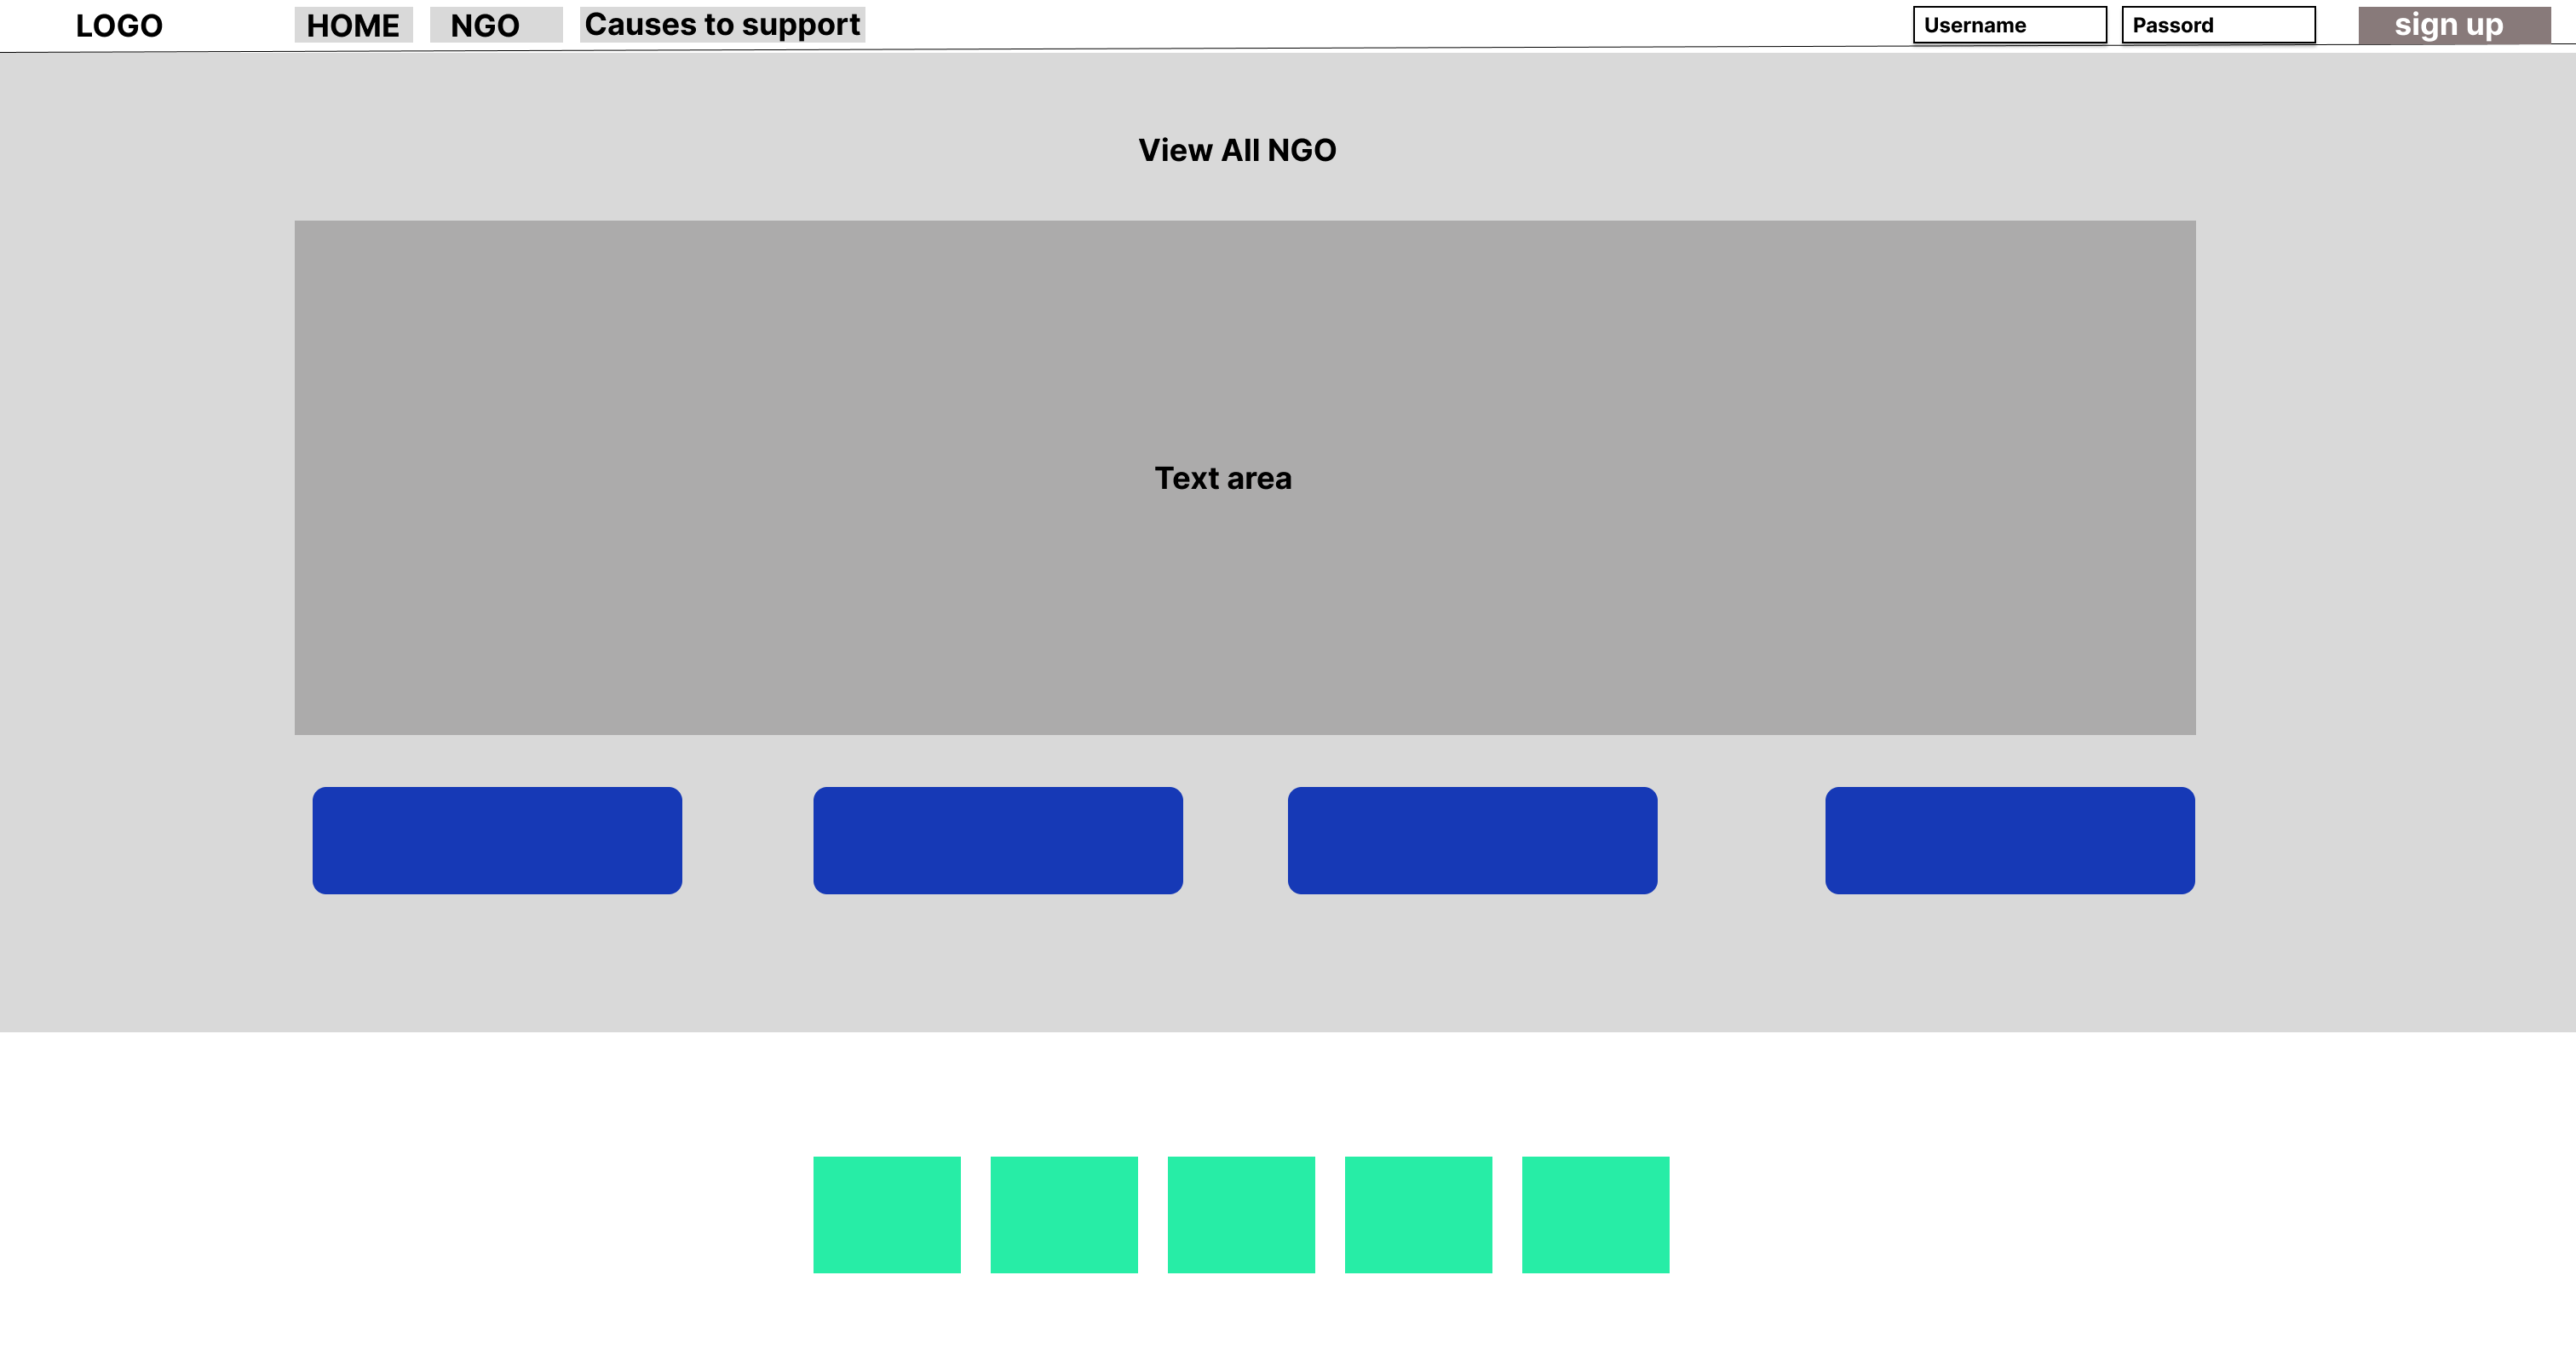 LOGO
HOME
NGO
Causes to support
Username
Passord
sign up
View All NGO
Text area